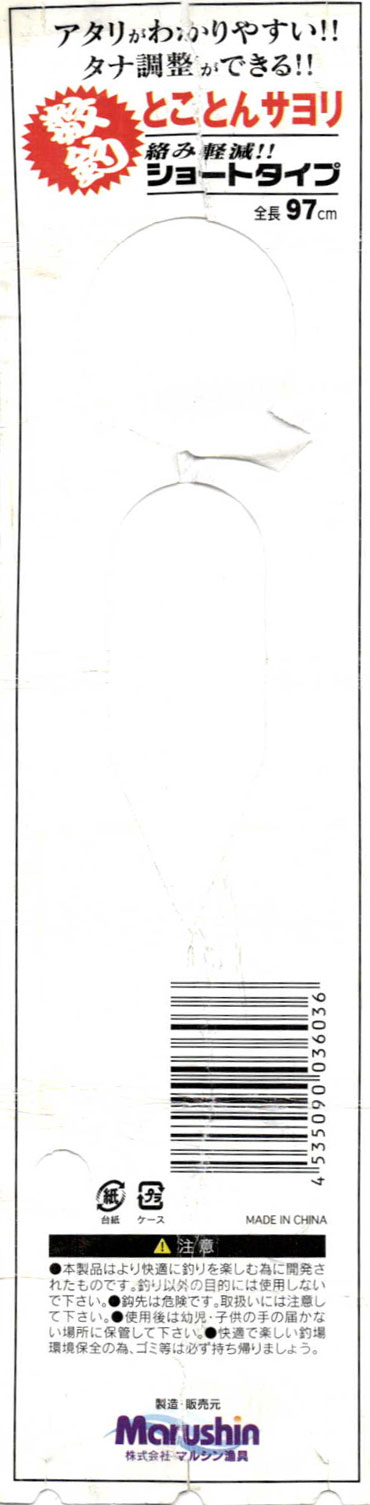 アタリがわかりやすい!!
タナ調整ができる!!
数釣
とことんサヨリ
絡み軽減!!
ショートタイプ
全長 97cm
4 535090 036036
紙 プラ
台紙 ケース
MADE IN CHINA
注意
●本製品はより快適に釣りを楽しむ為に開発さ
れたものです。釣り以外の目的には使用しない
で下さい。●鈎先は危険です。取扱いには注意し
て下さい。●使用後は幼児・子供の手の届かな
い場所に保管して下さい。●快適で楽しい釣場
環境保全の為、ゴミ等は必ず持ち帰りましょう。
製造・販売元
Marushin
株式会社 マルシン漁具